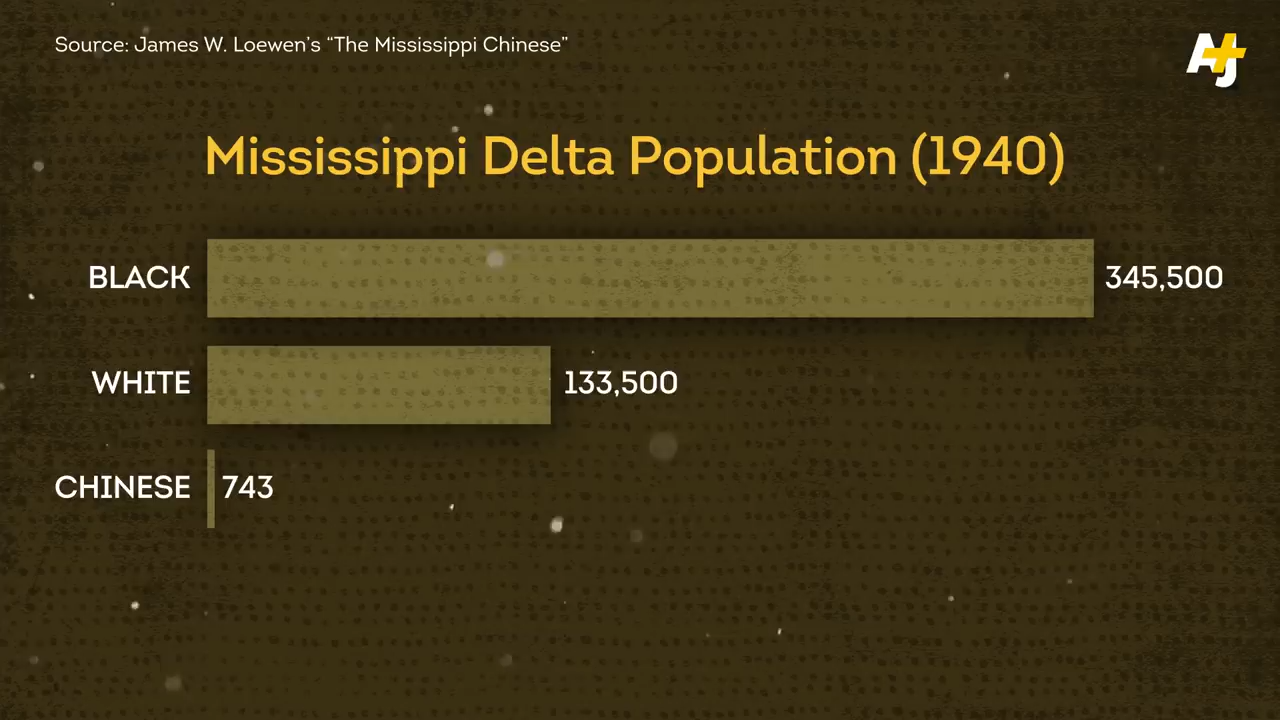 Source: James W. Loewen's “The Mississippi Chinese”
AJ+
Mississippi Delta Population (1940)
BLACK 345,500
WHITE 133,500
CHINESE 743